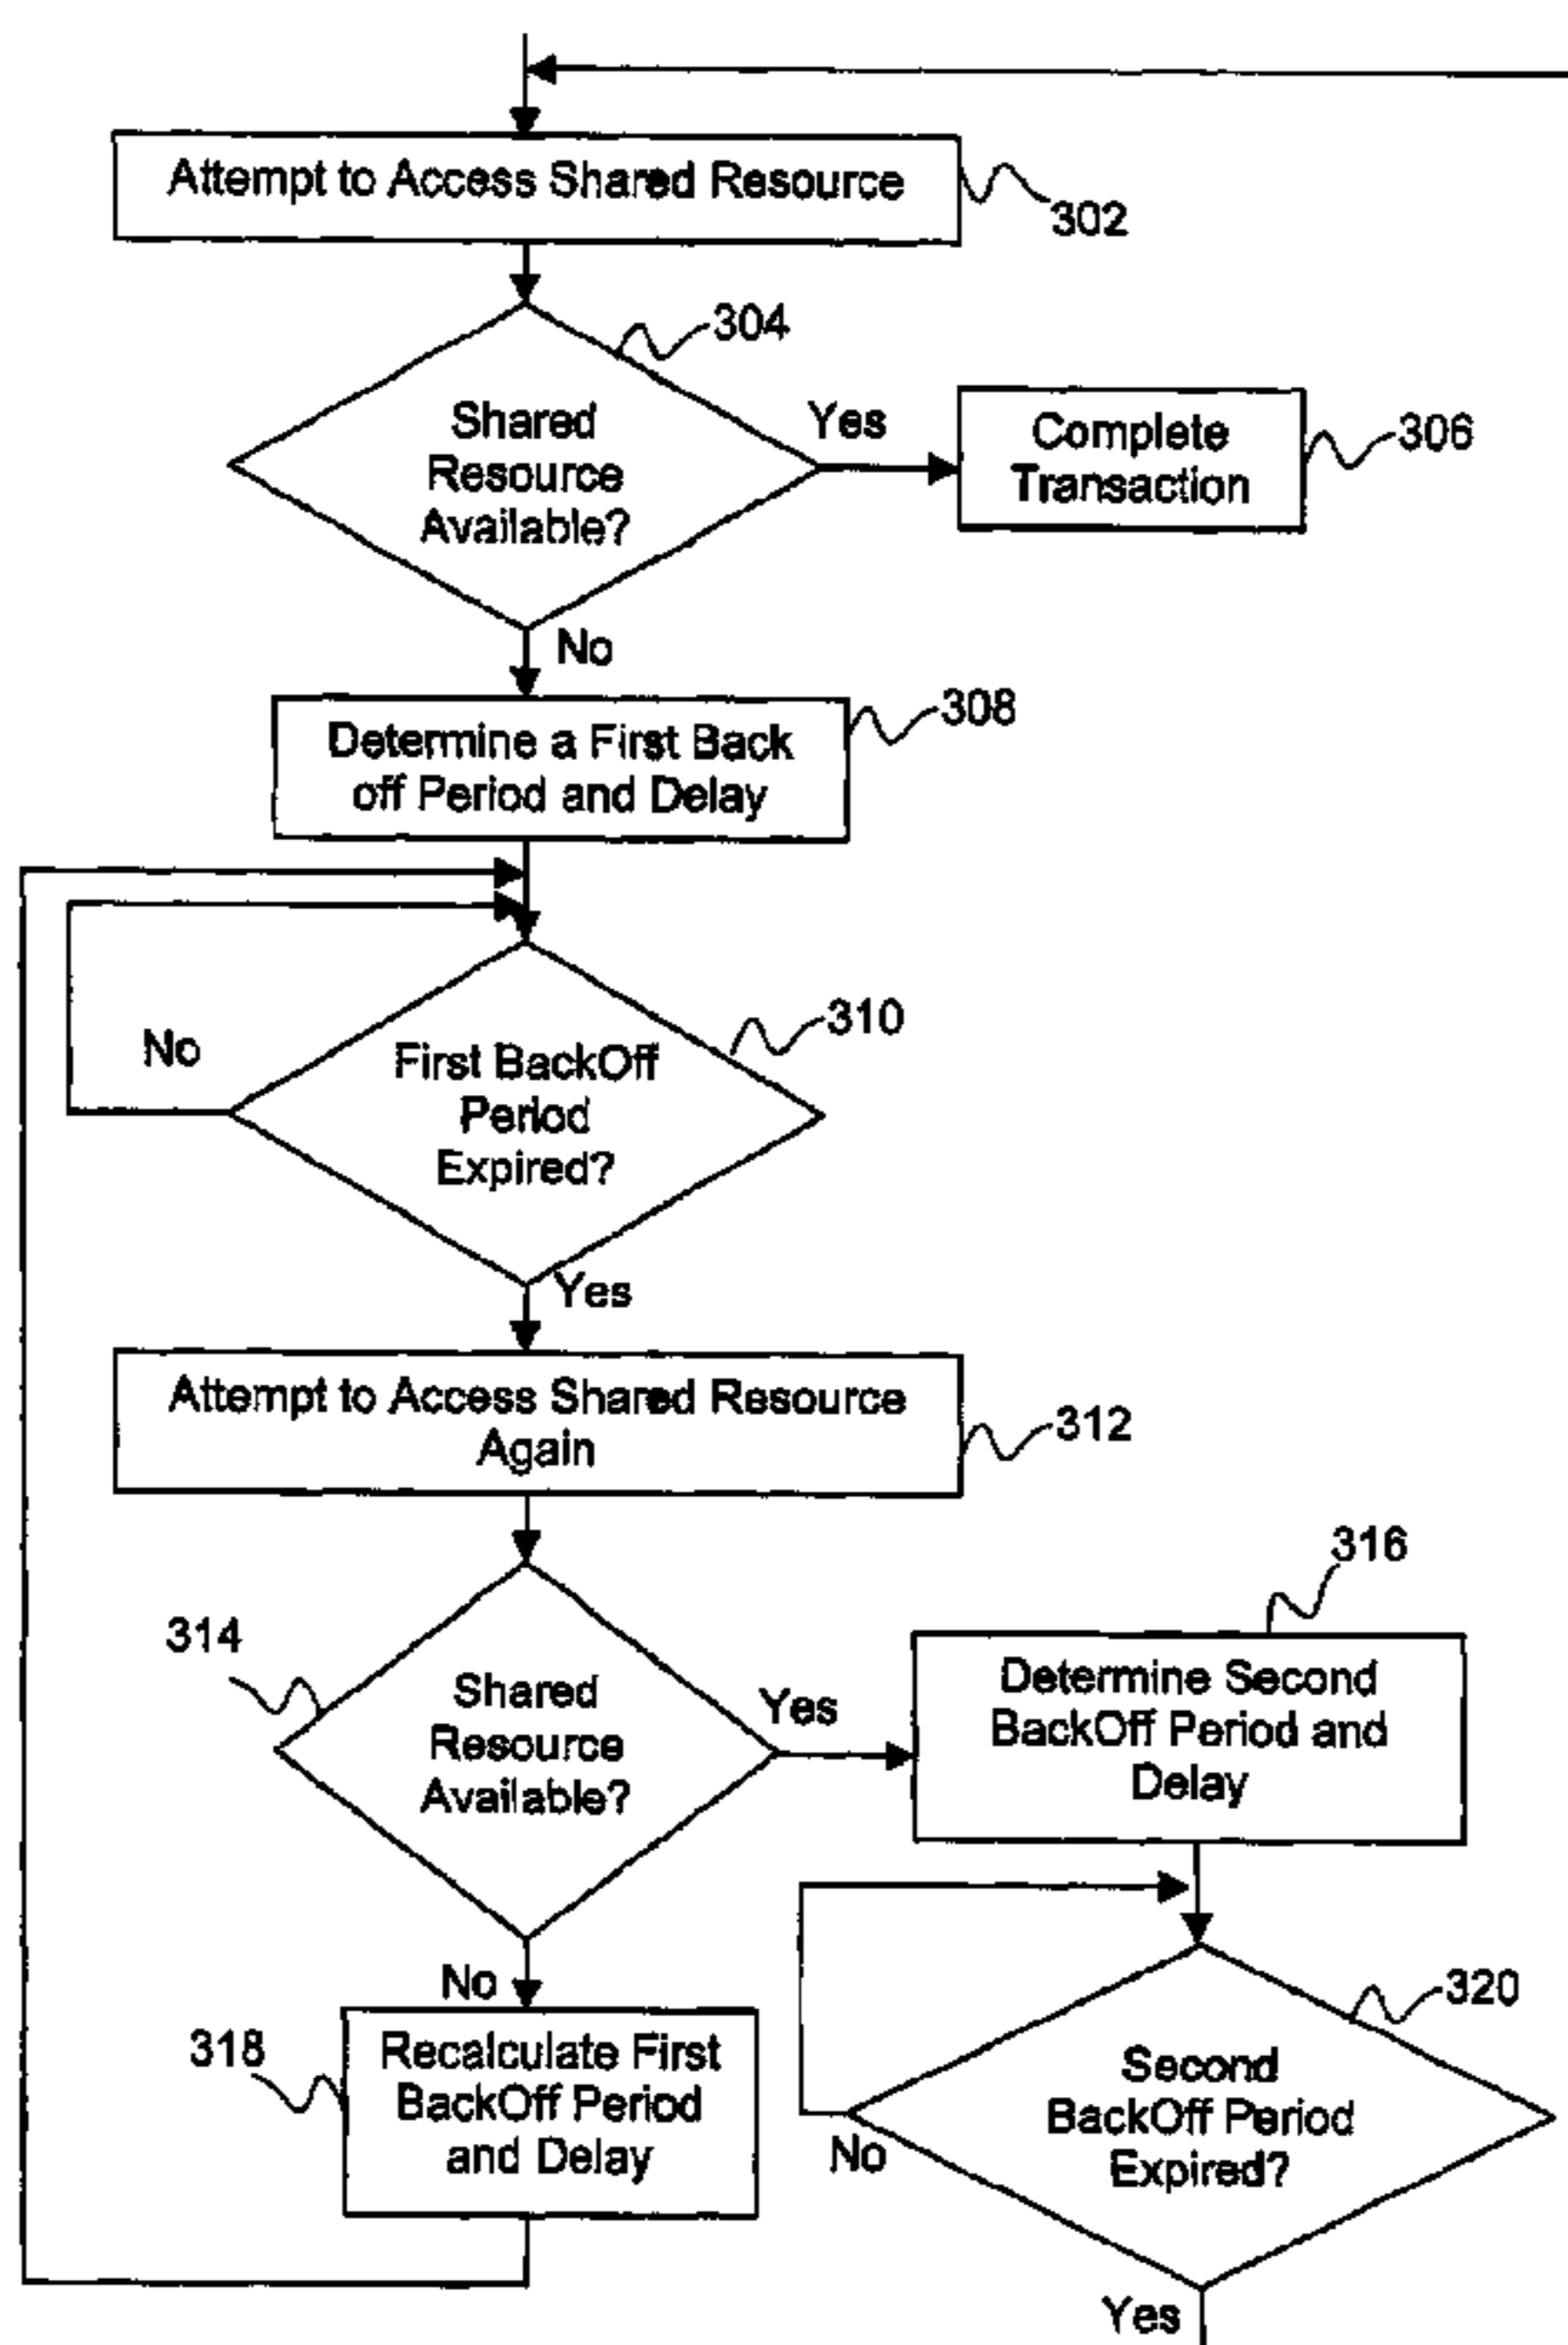 Attempt to Access Shared Resource
302
304
Shared
Resource
Available?
Yes
Complete
Transaction
306
No
308
Determine a First Back
off Period and Delay
310
No
First BackOff
Period
Expired?
Yes
Attempt to Access Shared Resource
Again
312
314
Shared
Resource
Available?
Yes
316
Determine Second
BackOff Period and
Delay
No
318
Recalculate First
BackOff Period
and Delay
320
Second
BackOff Period
Expired?
No
Yes